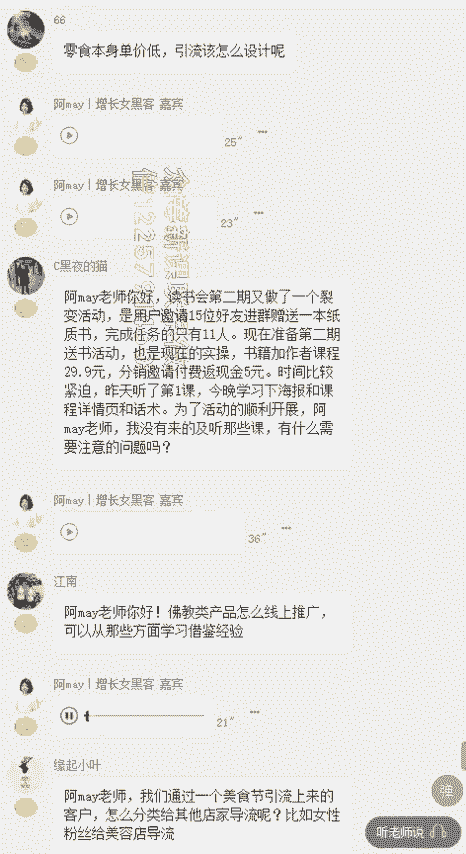 66
零食本身单价低，引流该怎么设计呢
阿may | 增长女黑客 嘉宾
25"
阿may | 增长女黑客 嘉宾
23"
C黑夜的猫
阿may老师你好，读书会第二期又做了一个裂
变活动，是用户邀请15位好友进群赠送一本纸
质书，完成任务的只有11人。现在准备第二期
送书活动，也是现在的实操，书籍加作者课程
29.9元，分销邀请付费返现金5元。时间比较
紧迫，昨天听了第1课，今晚学习下海报和课
程详情页和话术。为了活动的顺利开展，阿
may老师，我没有来的及听那些课，有什么需
要注意的问题吗？
阿may | 增长女黑客 嘉宾
36"
江南
阿may老师你好！佛教类产品怎么线上推广，
可以从那些方面学习借鉴经验
阿may | 增长女黑客 嘉宾
21"
缘起小叶
阿may老师，我们通过一个美食节引流上来的
客户，怎么分类给其他店家导流呢？比如女性
粉丝给美容店导流
弹
听老师说